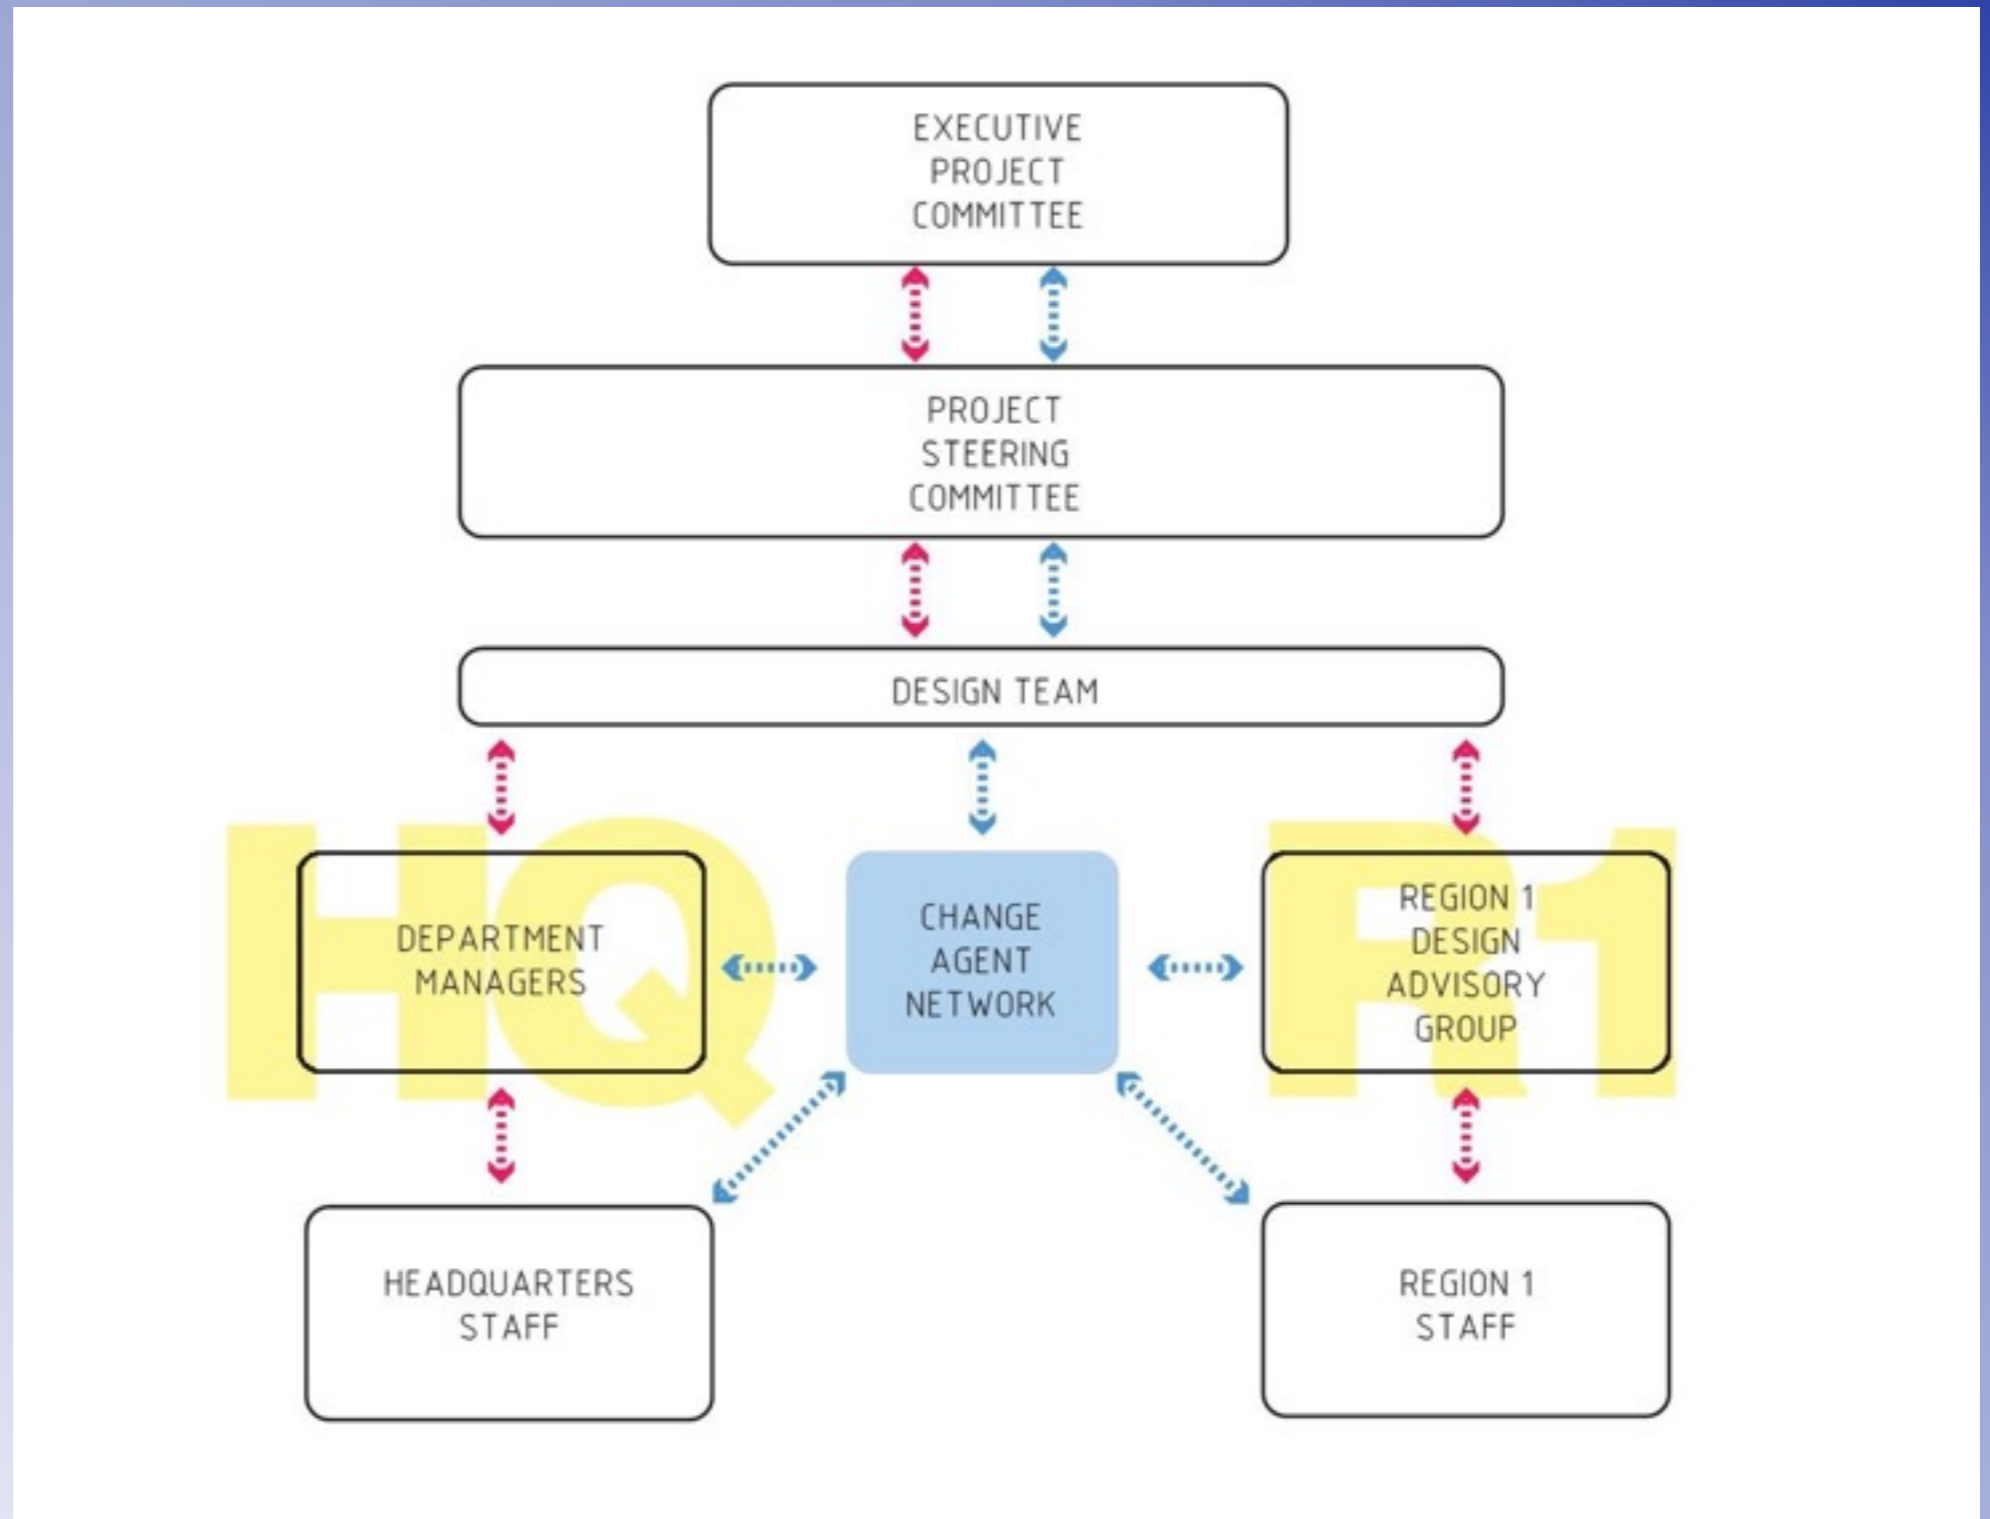 EXECUTIVE
PROJECT
COMMITTEE
PROJECT
STEERING
COMMITTEE
DESIGN TEAM
HQ
R1
DEPARTMENT
MANAGERS
CHANGE
AGENT
NETWORK
REGION 1
DESIGN
ADVISORY
GROUP
HEADQUARTERS
STAFF
REGION 1
STAFF